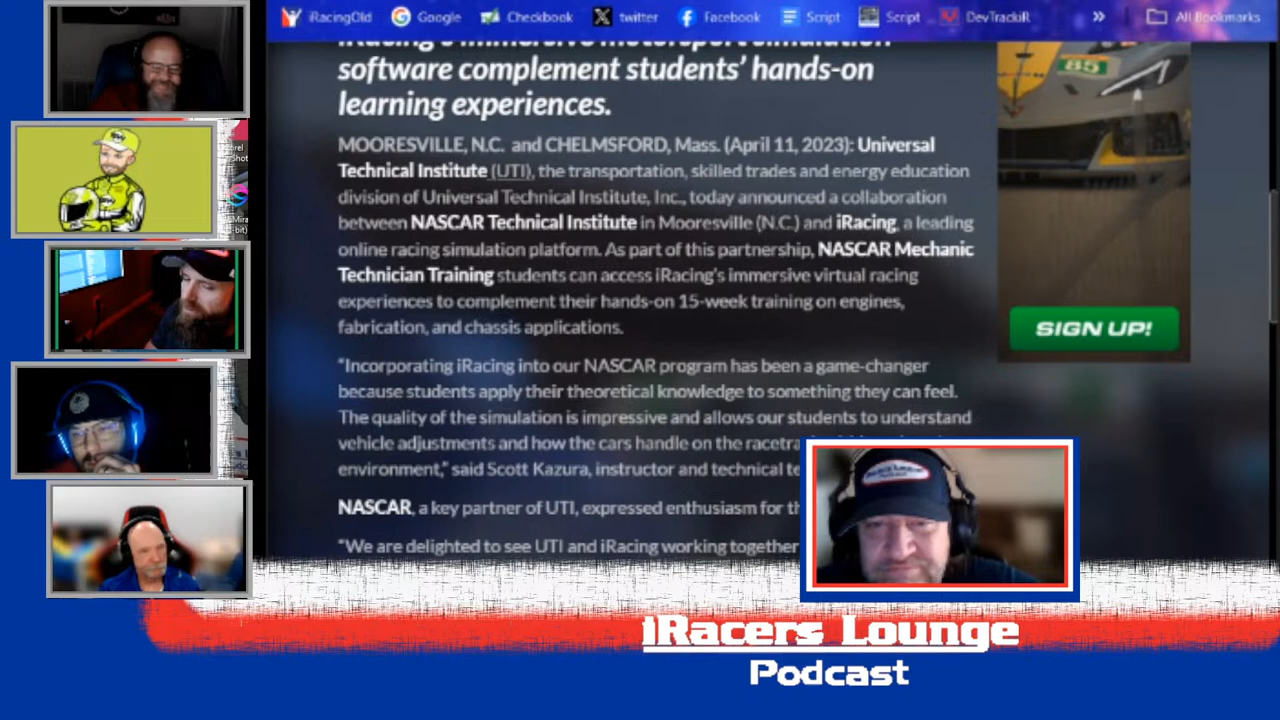 iRacingOld Google Checkbook twitter Facebook Script Script DevTrackiR » All Bookmarks
iRacing's immersive motorsport simulation
software complement students' hands-on
learning experiences.
85
MOORESVILLE, N.C. and CHELMSFORD, Mass. (April 11, 2023): Universal
Technical Institute (UTI), the transportation, skilled trades and energy education
division of Universal Technical Institute, Inc., today announced a collaboration
between NASCAR Technical Institute in Mooresville (N.C.) and iRacing, a leading
online racing simulation platform. As part of this partnership, NASCAR Mechanic
Technician Training students can access iRacing's immersive virtual racing
experiences to complement their hands-on 15-week training on engines,
fabrication, and chassis applications.
SIGN UP!
"Incorporating iRacing into our NASCAR program has been a game-changer
because students apply their theoretical knowledge to something they can feel.
The quality of the simulation is impressive and allows our students to understand
vehicle adjustments and how the cars handle on the racetra
environment," said Scott Kazura, instructor and technical te
NASCAR, a key partner of UTI, expressed enthusiasm for th
"We are delighted to see UTI and iRacing working together
iRacers Lounge
Podcast